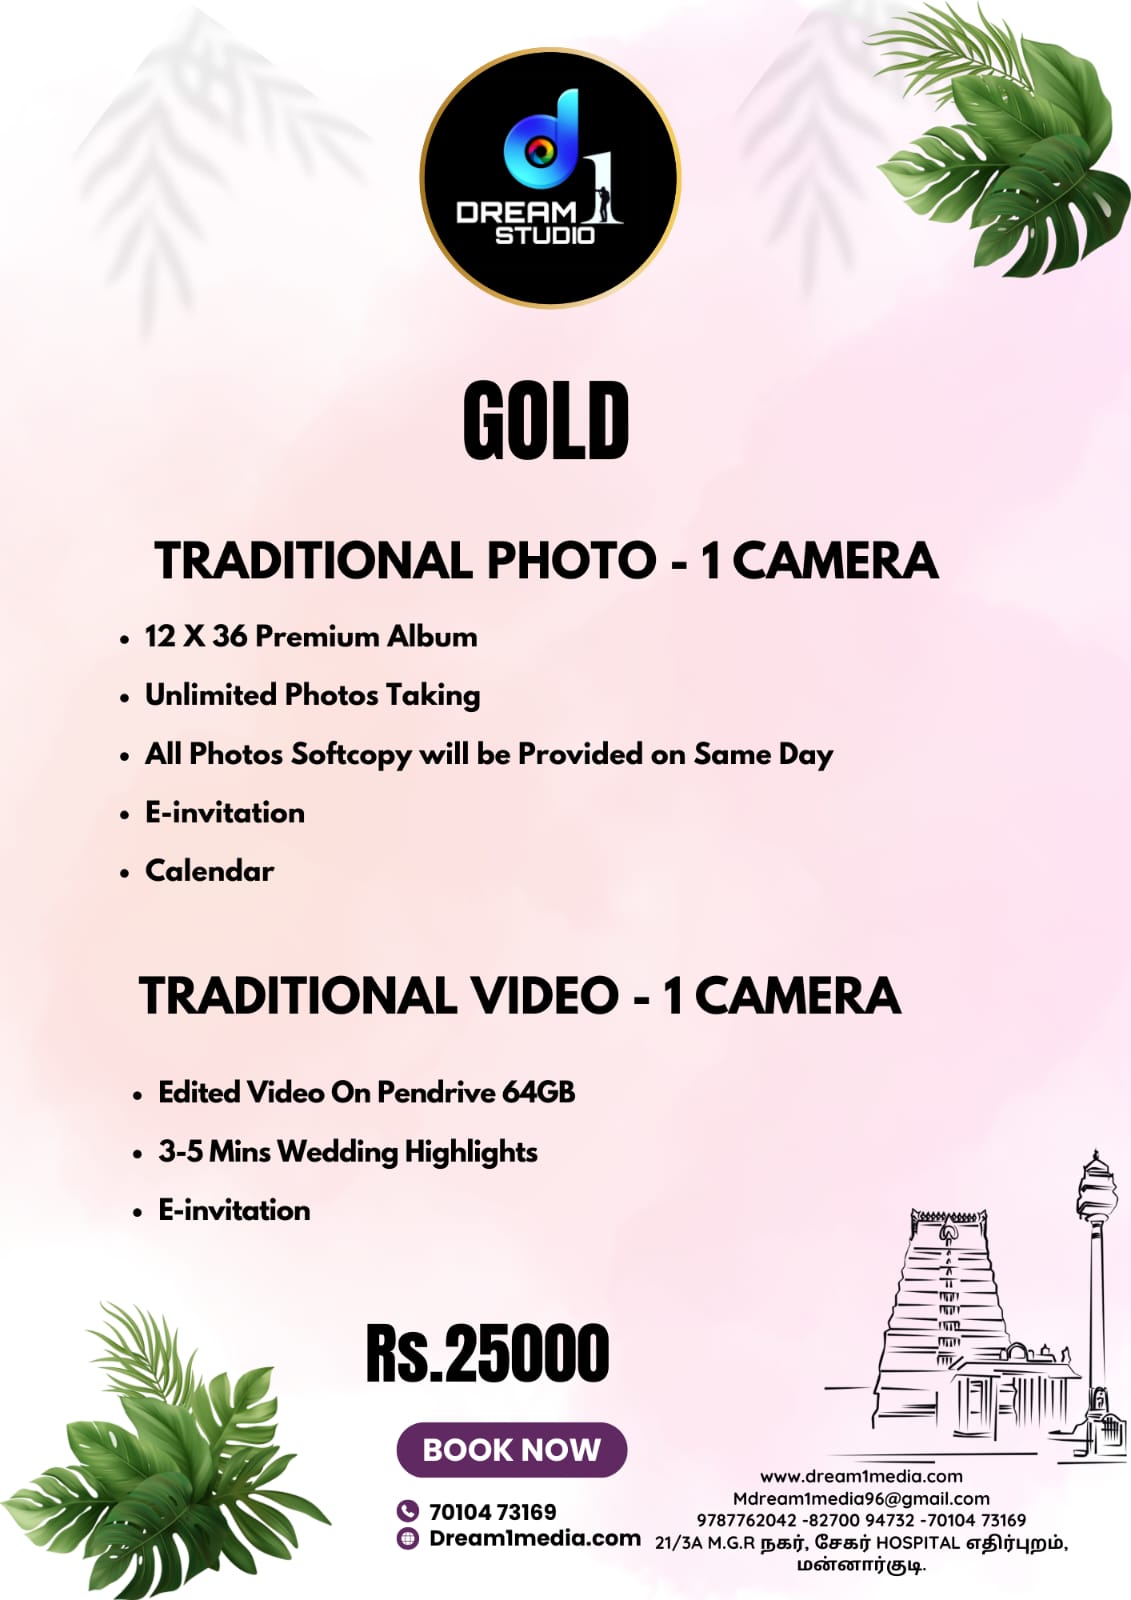 d
DREAM 1
STUDIO
GOLD
TRADITIONAL PHOTO - 1 CAMERA
• 12 X 36 Premium Album
• Unlimited Photos Taking
• All Photos Softcopy will be Provided on Same Day
• E-invitation
• Calendar
TRADITIONAL VIDEO - 1 CAMERA
• Edited Video On Pendrive 64GB
• 3-5 Mins Wedding Highlights
• E-invitation
Rs.25000
BOOK NOW
70104 73169
Dream1media.com
www.dream1media.com
Mdream1media96@gmail.com
9787762042 -82700 94732 -70104 73169
21/3A M.G.R நகர், சேகர் HOSPITAL எதிர்புறம்,
மன்னார்குடி.